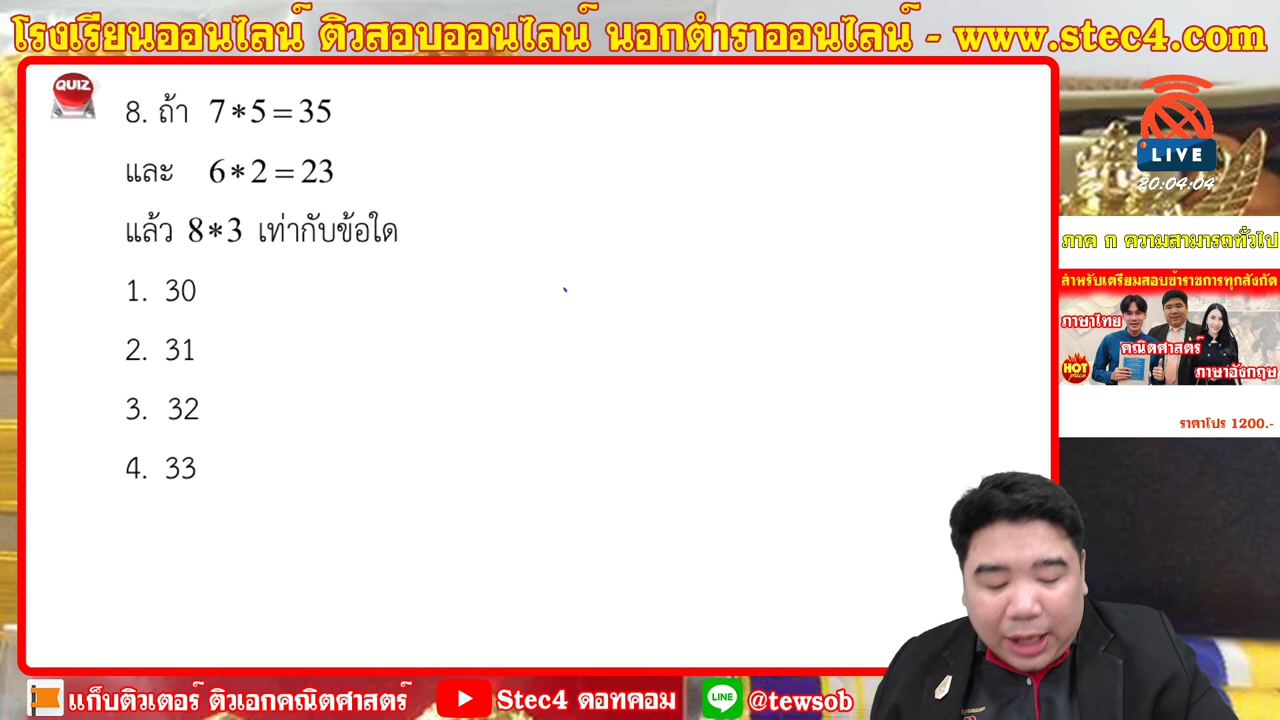 โรงเรียนออนไลน์ ติวสอบออนไลน์ นอกตำราออนไลน์ - www.stec4.com
QUIZ
8. ถ้า 7*5=35
และ 6*2=23
แล้ว 8*3 เท่ากับข้อใด
1. 30
2. 31
3. 32
4. 33
LIVE
20:04:04
ภาค ก ความสามารถทั่วไป
สำหรับเตรียมสอบข้าราชการทุกสังกัด
ภาษาไทย
คณิตศาสตร์
HOT
price
ภาษาอังกฤษ
ราคาโปร 1200.-
แก็บติวเตอร์ ติวเอกคณิตศาสตร์
Stec4 ดอทคอม
LINE
@tewsob